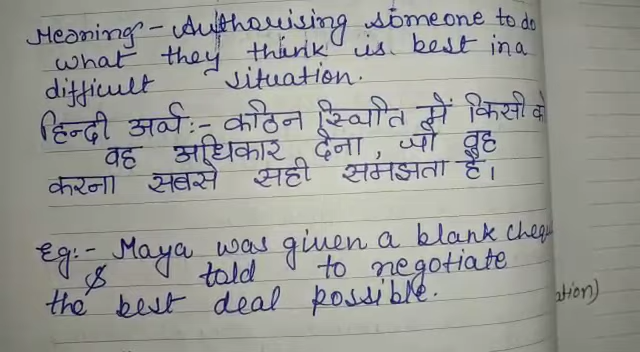 Meaning - Authorising someone to do
what they think is best in a
difficult situation.
हिन्दी अर्थ:- कठिन स्थिति में किसी को
वह अधिकार देना, जो वह
करना सबसे सही समझता है।
Eg:- Maya was given a blank cheque
& told to negotiate
the best deal possible.
ation)